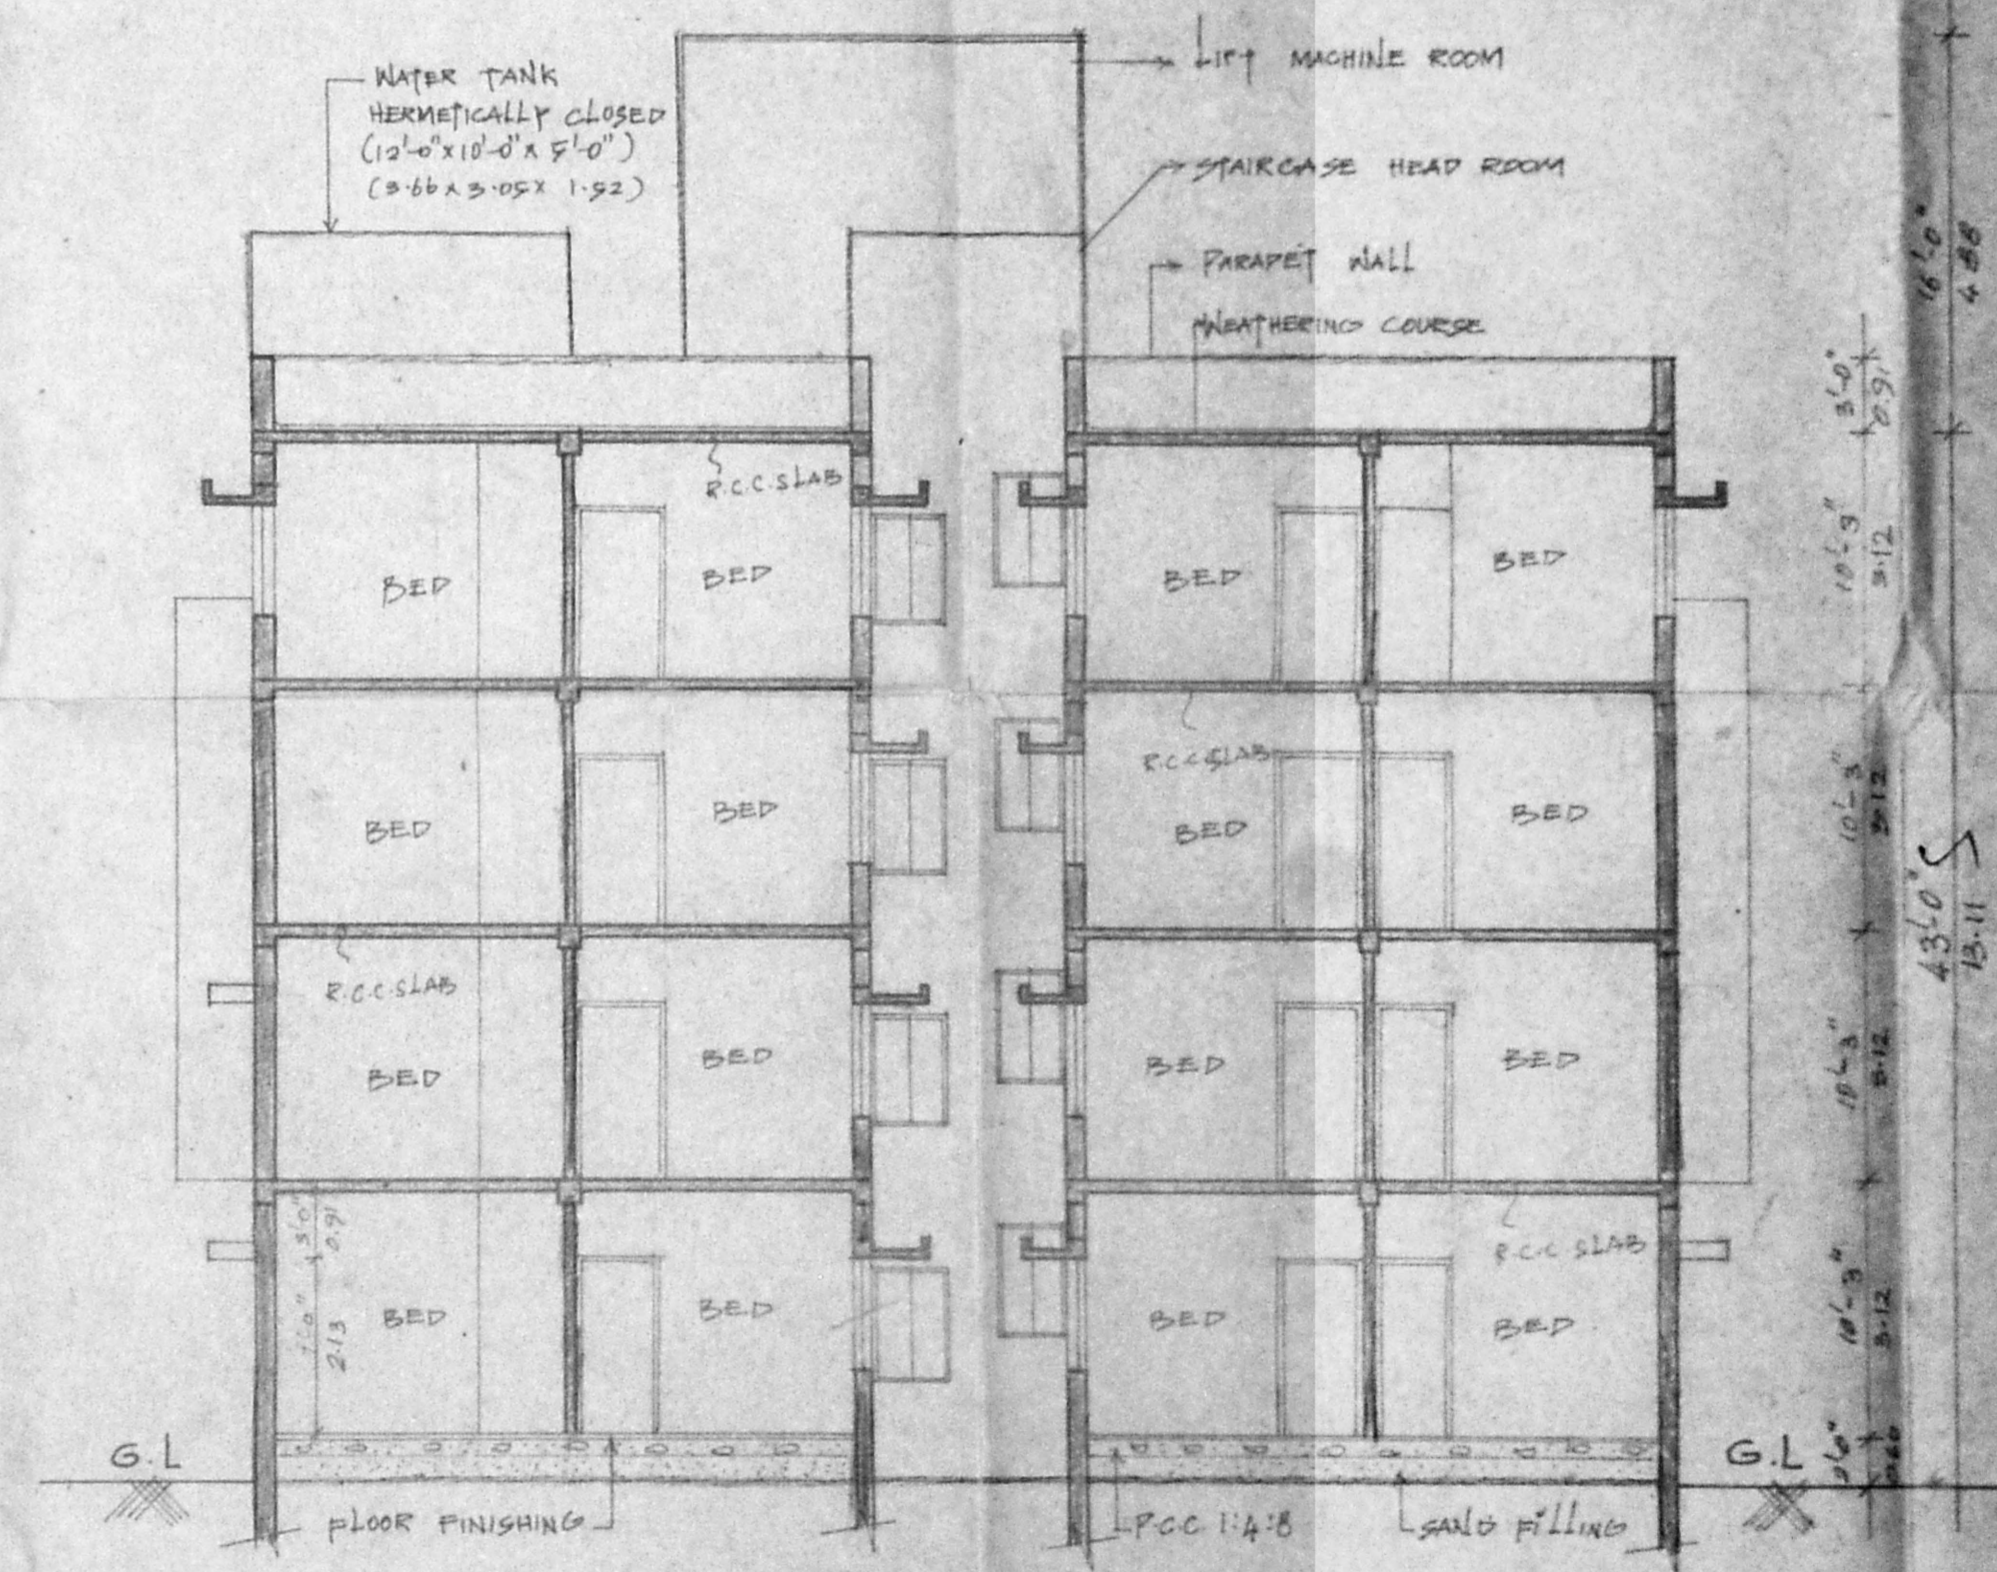 WATER TANK
HERMETICALLY CLOSED
(12'-0"x10'-0"x 5'-0")
(3.66 x 3.05 x 1.52)
LIFT MACHINE ROOM
STAIRCASE HEAD ROOM
PARAPET WALL
WEATHERING COURSE
16'-0"
4.88
3'-0"
0.91
R.C.C. SLAB
BED
BED
BED
BED
10'-3"
3.12
R.C.C. SLAB
BED
BED
BED
BED
10'-3"
3.12
43'-0"
13.11
R.C.C. SLAB
BED
BED
BED
BED
10'-3"
3.12
3'-0"
0.91
7'-0"
2.13
R.C.C. SLAB
BED
BED
BED
BED
10'-3"
3.12
G.L
G.L
FLOOR FINISHING
P.C.C 1:4:8
SAND FILLING